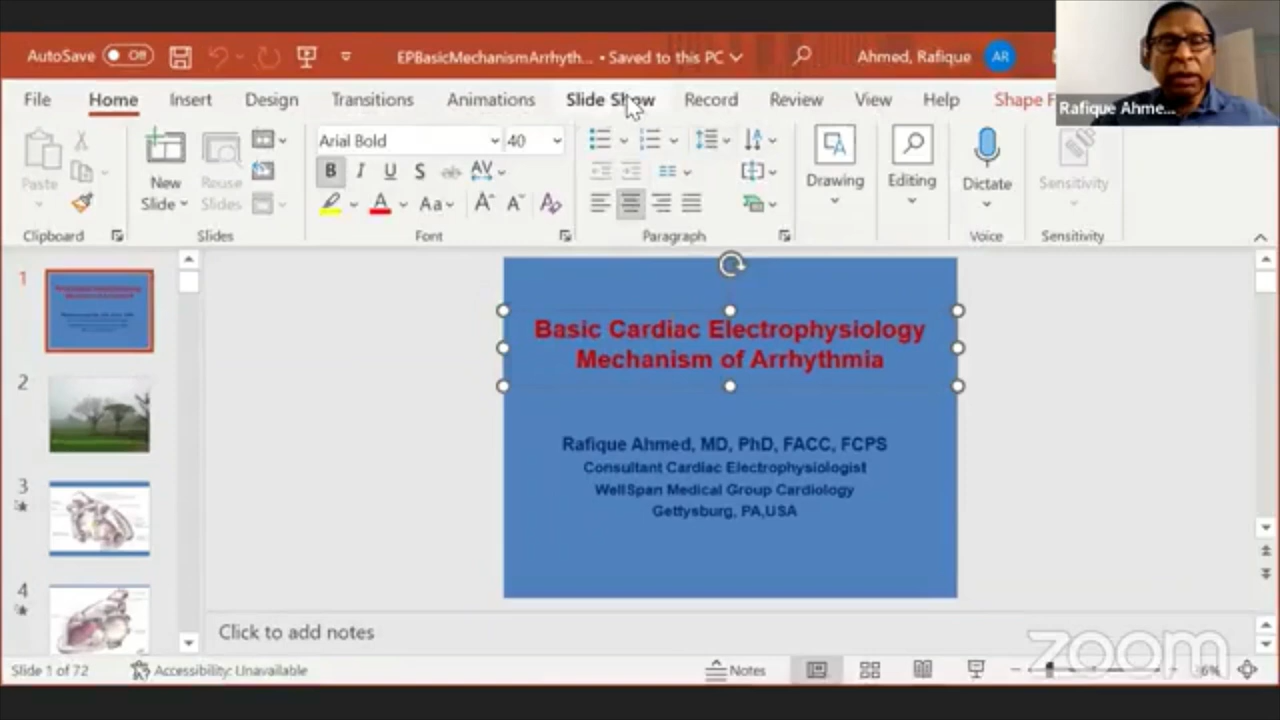 AutoSave Off
EPBasicMechanismArrhyth... • Saved to this PC
Ahmed, Rafique AR
Rafique Ahme...
File Home Insert Design Transitions Animations Slide Show Record Review View Help Shape F
Arial Bold 40
Paste
New Slide
Reuse Slides
B I U S ab AV
Aa A A A
Drawing
Editing
Dictate
Sensitivity
Clipboard Slides Font Paragraph Voice Sensitivity
1
2
3
4
Basic Cardiac Electrophysiology
Mechanism of Arrhythmia
Rafique Ahmed, MD, PhD, FACC, FCPS
Consultant Cardiac Electrophysiologist
WellSpan Medical Group Cardiology
Gettysburg, PA,USA
Click to add notes
zoom
Slide 1 of 72 Accessibility: Unavailable Notes